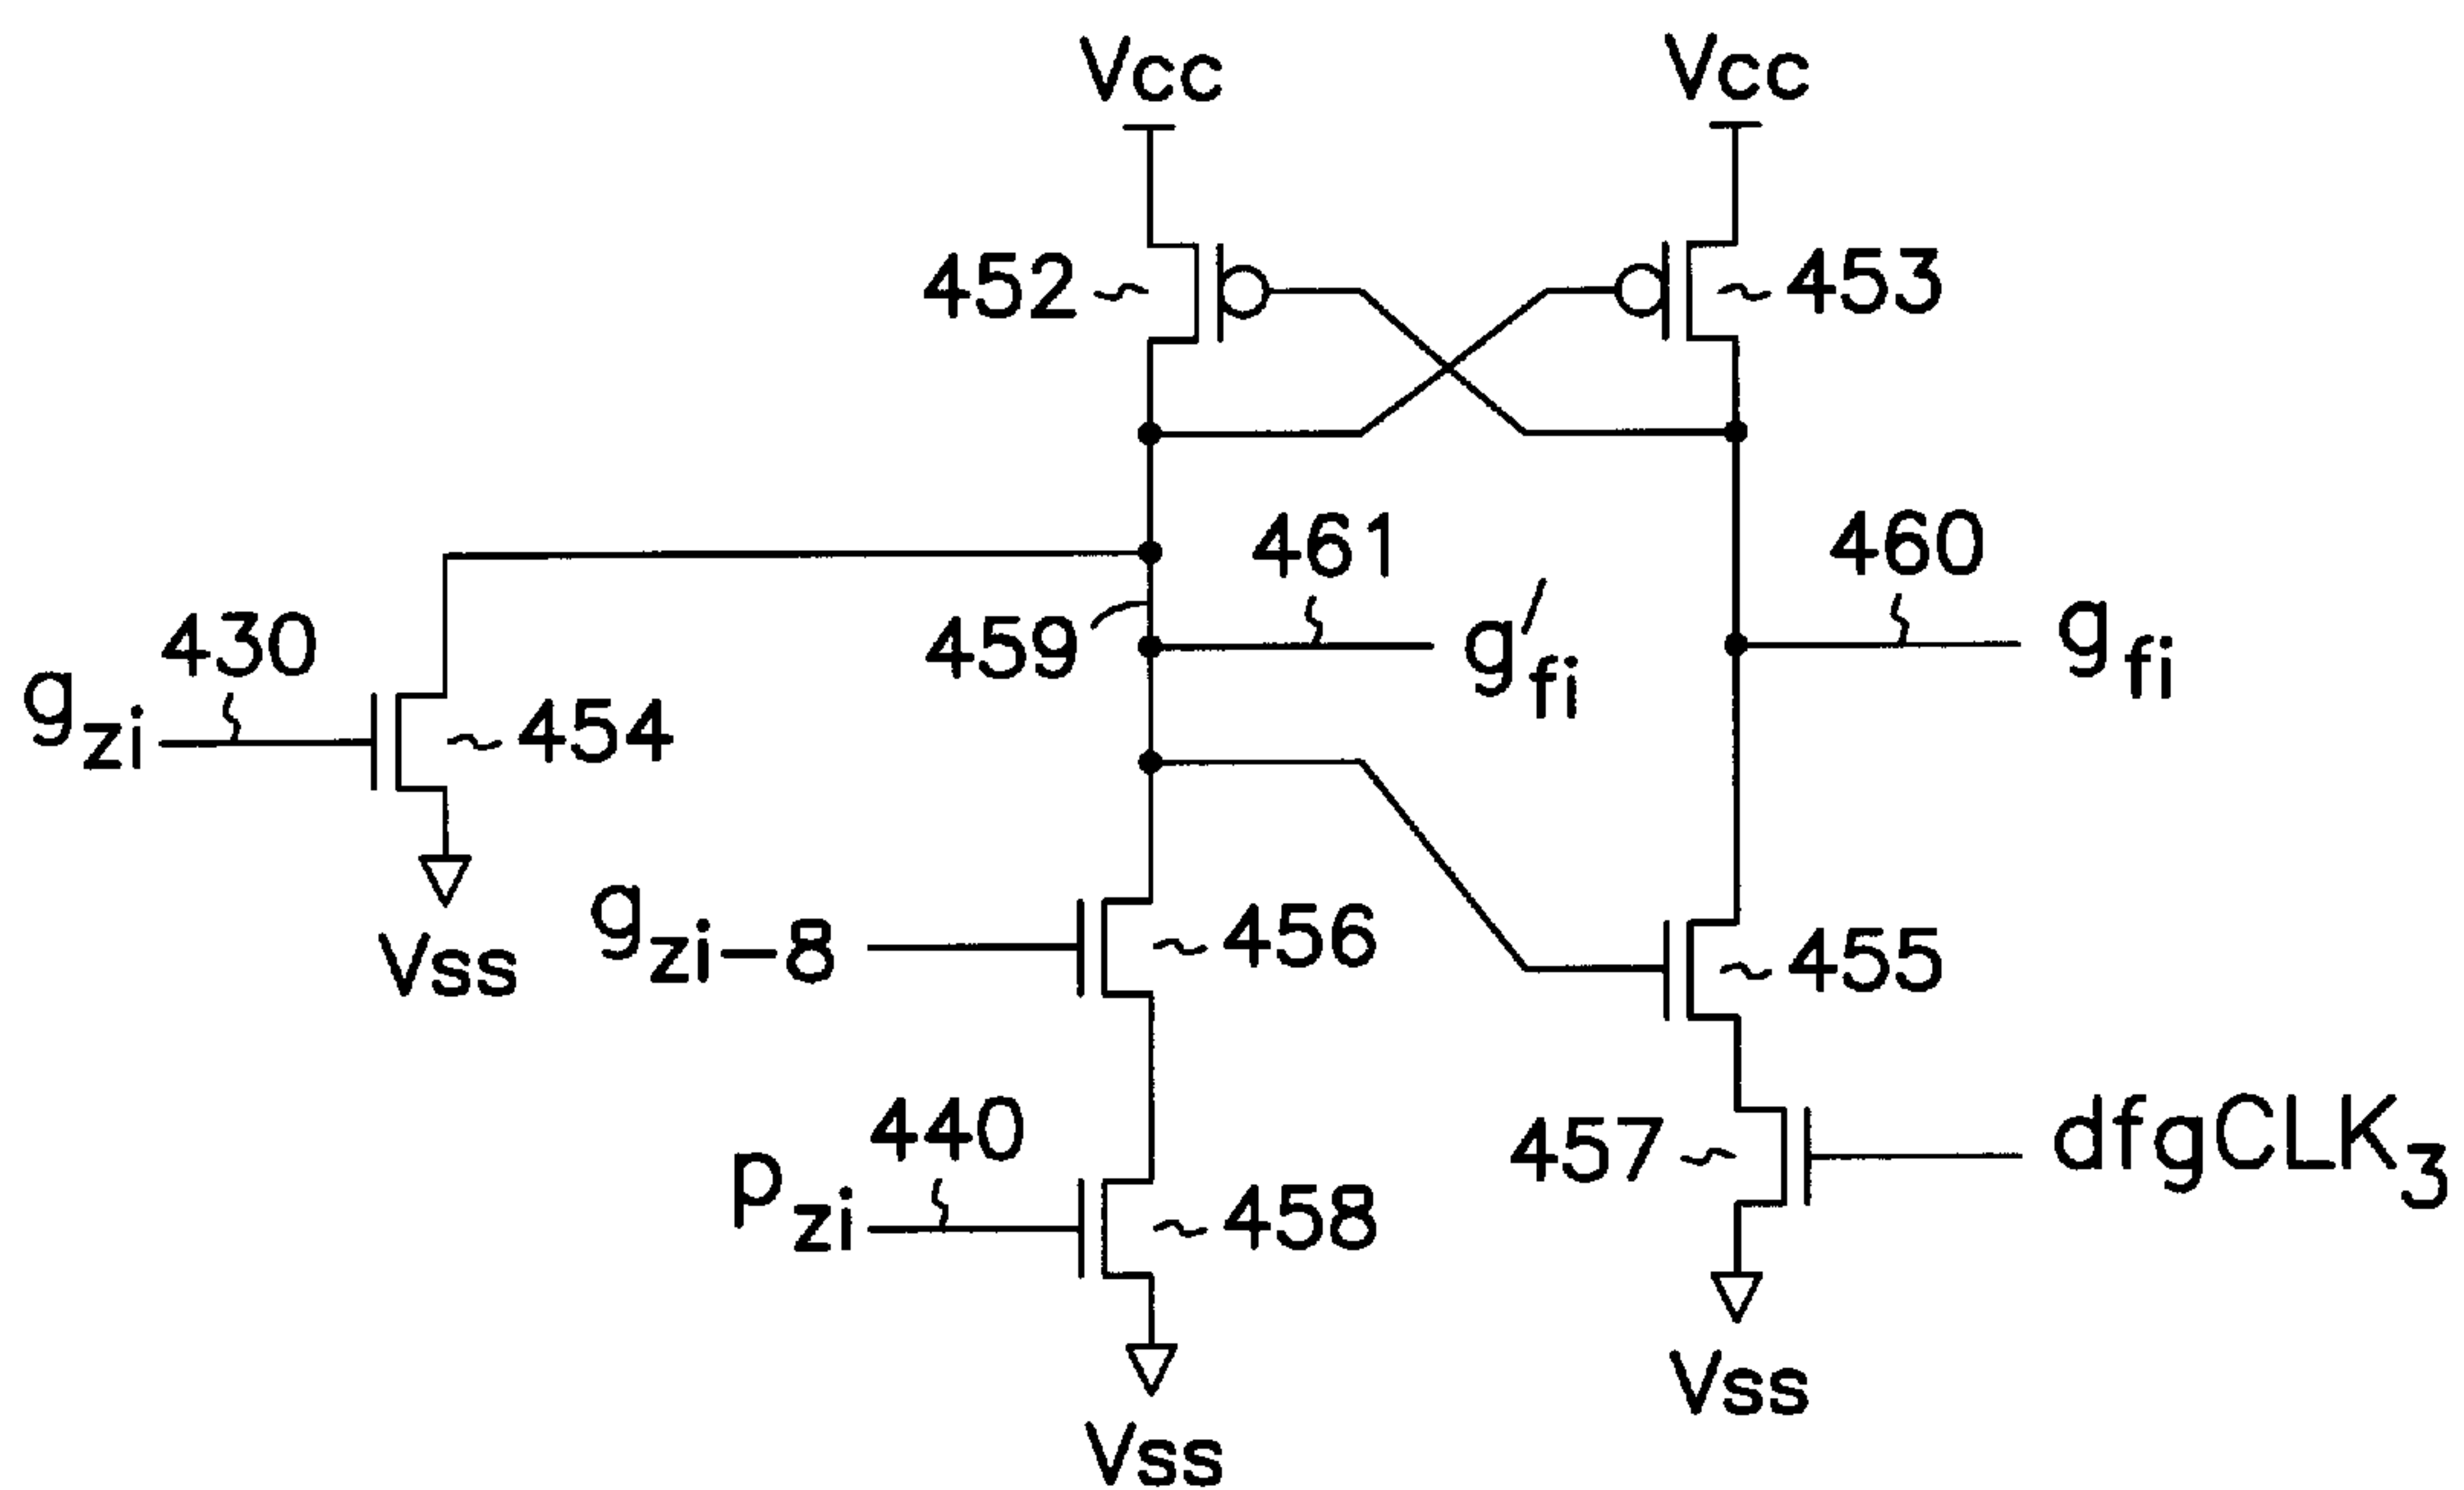 Vcc Vcc
452 453
461 460
430 459 g'fi gfi
gzi 454
gzi-8 456 455
Vss
440 457 dfgCLK3
pzi 458
Vss
Vss